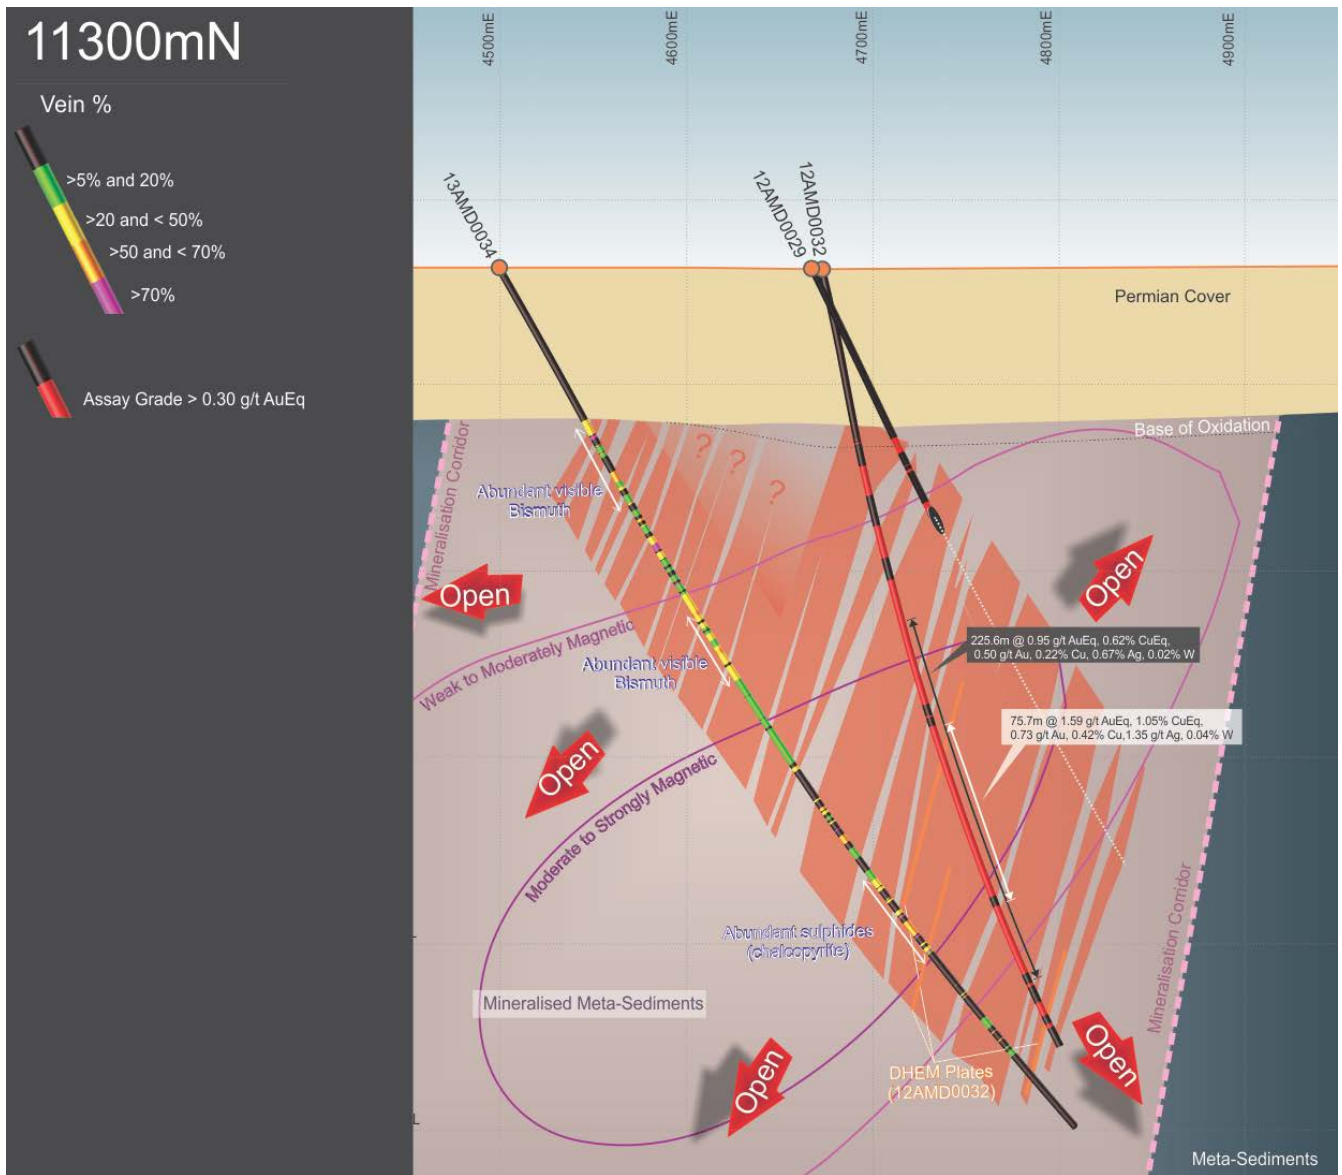 11300mN
Vein %
>5% and 20%
>20 and < 50%
>50 and < 70%
>70%
Assay Grade > 0.30 g/t AuEq
4500mE
4600mE
4700mE
4800mE
4900mE
13AMD0034
12AMD0029
12AMD0032
Permian Cover
Base of Oxidation
Mineralisation Corridor
?
?
?
Abundant visible
Bismuth
Open
Open
Weak to Moderately Magnetic
225.6m @ 0.95 g/t AuEq, 0.62% CuEq,
0.50 g/t Au, 0.22% Cu, 0.67% Ag, 0.02% W
Abundant visible
Bismuth
75.7m @ 1.59 g/t AuEq, 1.05% CuEq,
0.73 g/t Au, 0.42% Cu,1.35 g/t Ag, 0.04% W
Open
Moderate to Strongly Magnetic
Abundant sulphides
(chalcopyrite)
Mineralisation Corridor
Mineralised Meta-Sediments
Open
Open
DHEM Plates
(12AMD0032)
Meta-Sediments